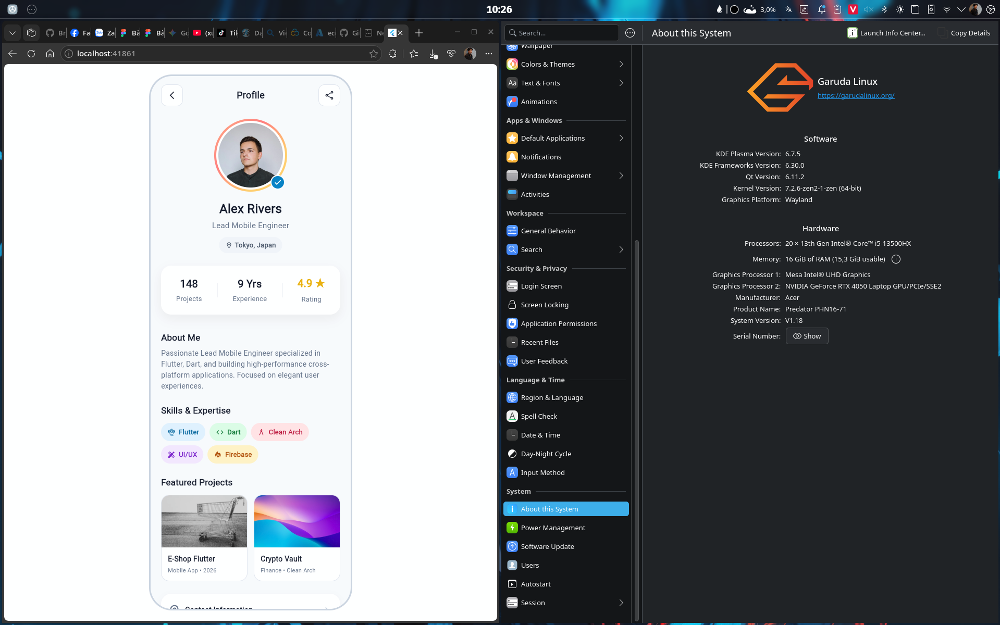 10:26
3,0%
Br
Fa
Za
Bà
Bà
Gc
(xu
Til
Da
Vi
Co
ec
Gi
Ne
localhost:41861
Profile
Alex Rivers
Lead Mobile Engineer
Tokyo, Japan
148
Projects
9 Yrs
Experience
4.9 ★
Rating
About Me
Passionate Lead Mobile Engineer specialized in
Flutter, Dart, and building high-performance cross-
platform applications. Focused on elegant user
experiences.
Skills & Expertise
Flutter
Dart
Clean Arch
UI/UX
Firebase
Featured Projects
E-Shop Flutter
Mobile App • 2026
Crypto Vault
Finance • Clean Arch
Contact Information
Search...
Wallpaper
Colors & Themes
Text & Fonts
Animations
Apps & Windows
Default Applications
Notifications
Window Management
Activities
Workspace
General Behavior
Search
Security & Privacy
Login Screen
Screen Locking
Application Permissions
Recent Files
User Feedback
Language & Time
Region & Language
Spell Check
Date & Time
Day-Night Cycle
Input Method
System
About this System
Power Management
Software Update
Users
Autostart
Session
About this System
Launch Info Center...
Copy Details
Garuda Linux
https://garudalinux.org/
Software
KDE Plasma Version: 6.7.5
KDE Frameworks Version: 6.30.0
Qt Version: 6.11.2
Kernel Version: 7.2.6-zen2-1-zen (64-bit)
Graphics Platform: Wayland
Hardware
Processors: 20 × 13th Gen Intel® Core™ i5-13500HX
Memory: 16 GiB of RAM (15,3 GiB usable)
Graphics Processor 1: Mesa Intel® UHD Graphics
Graphics Processor 2: NVIDIA GeForce RTX 4050 Laptop GPU/PCIe/SSE2
Manufacturer: Acer
Product Name: Predator PHN16-71
System Version: V1.18
Serial Number: Show